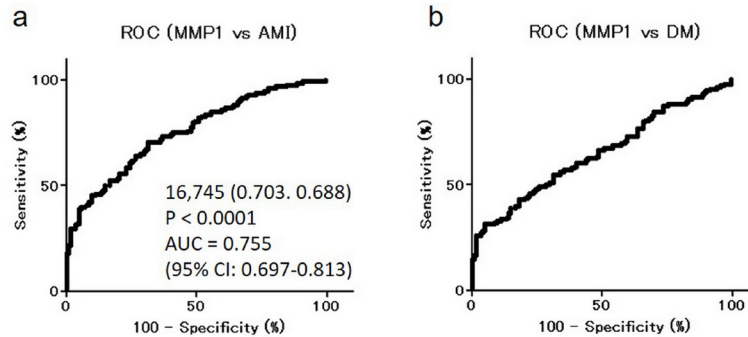 a
ROC (MMP1 vs AMI)
Sensitivity (%)
100
50
0
16,745 (0.703. 0.688)
P < 0.0001
AUC = 0.755
(95% CI: 0.697-0.813)
0
50
100
100 - Specificity (%)
b
ROC (MMP1 vs DM)
Sensitivity (%)
100
50
0
0
50
100
100 - Specificity (%)